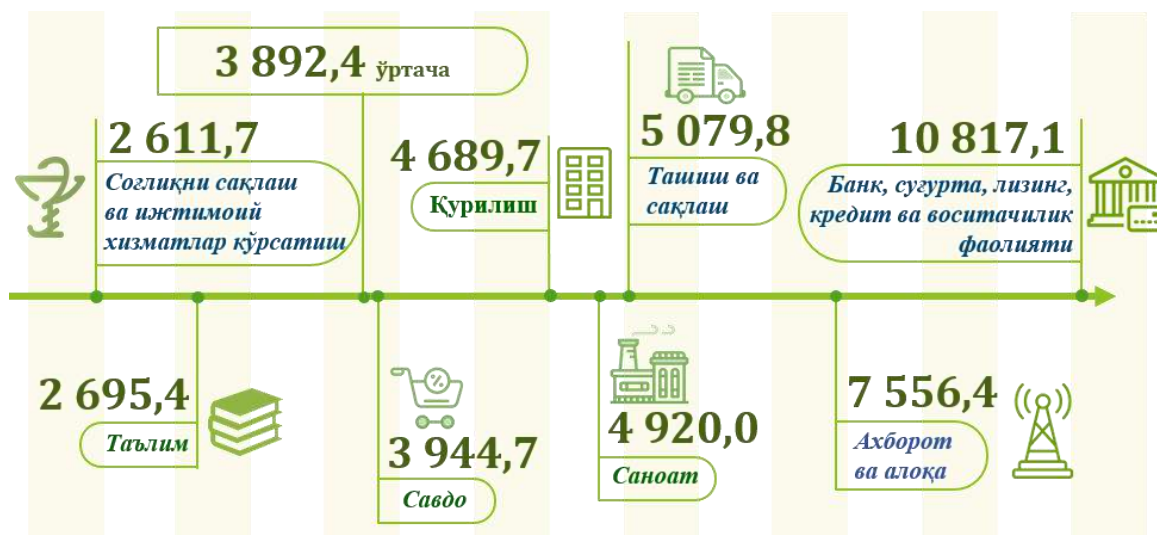 3 892,4 ўртача
2 611,7
Соғлиқни сақлаш
ва ижтимоий
хизматлар кўрсатиш
4 689,7
Қурилиш
5 079,8
Ташиш ва
сақлаш
10 817,1
Банк, суғурта, лизинг,
кредит ва воситачилик
фаолияти
2 695,4
Таълим
%
3 944,7
Савдо
4 920,0
Саноат
7 556,4
Ахборот
ва алоқа